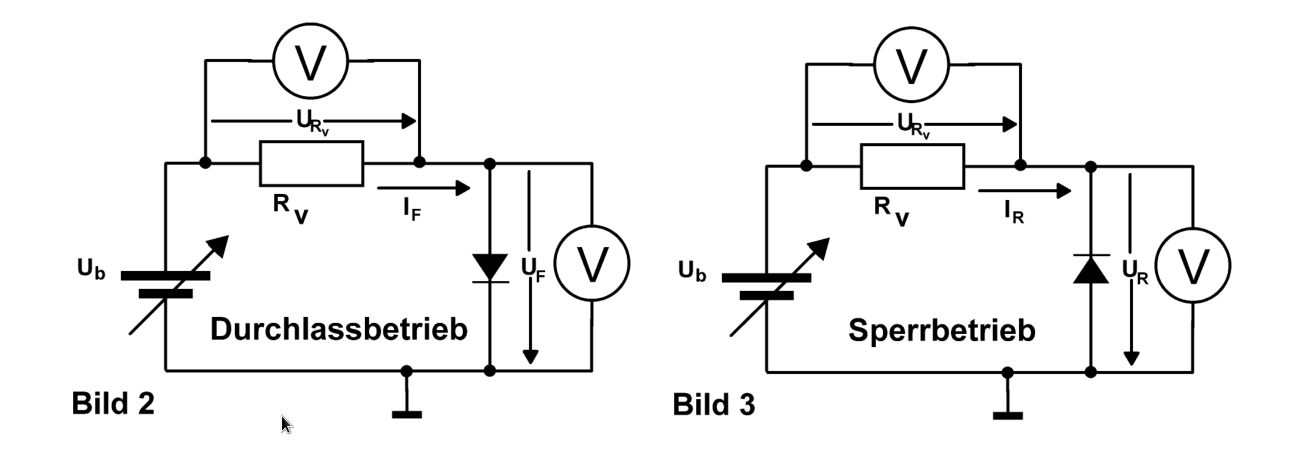 V
U_Rv
R_v
I_F
U_b
U_F
V
Durchlassbetrieb
Bild 2
V
U_Rv
R_v
I_R
U_b
U_R
V
Sperrbetrieb
Bild 3